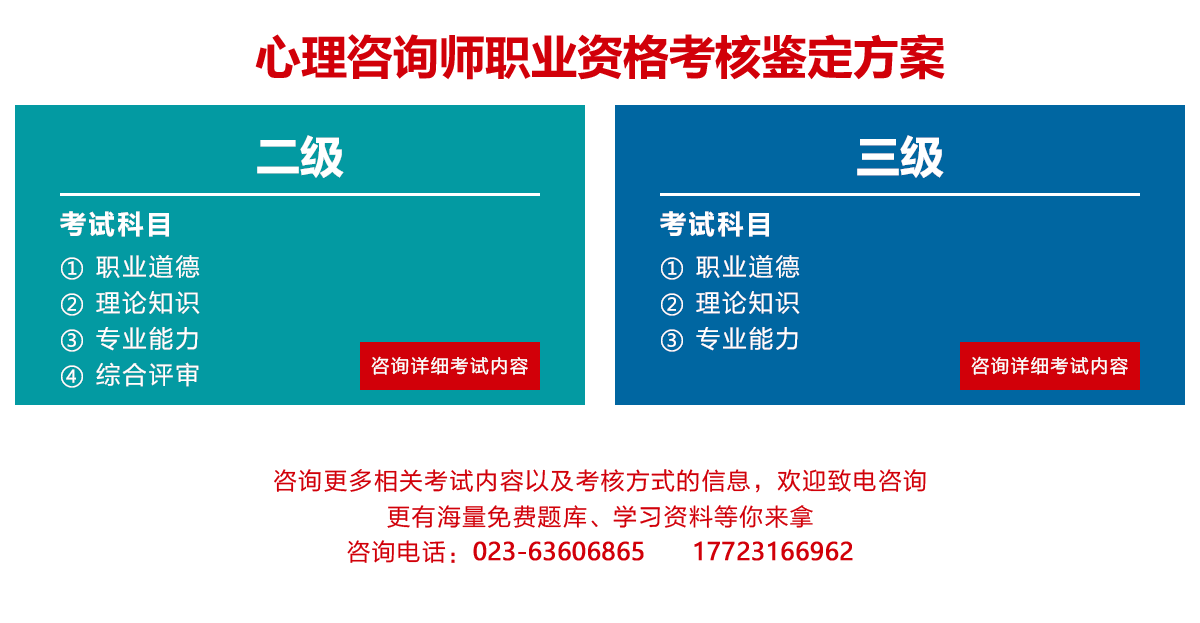 心理咨询师职业资格考核鉴定方案
二级
考试科目
① 职业道德
② 理论知识
③ 专业能力
④ 综合评审
咨询详细考试内容
三级
考试科目
① 职业道德
② 理论知识
③ 专业能力
咨询详细考试内容
咨询更多相关考试内容以及考核方式的信息，欢迎致电咨询
更有海量免费题库、学习资料等你来拿
咨询电话：023-63606865 17723166962